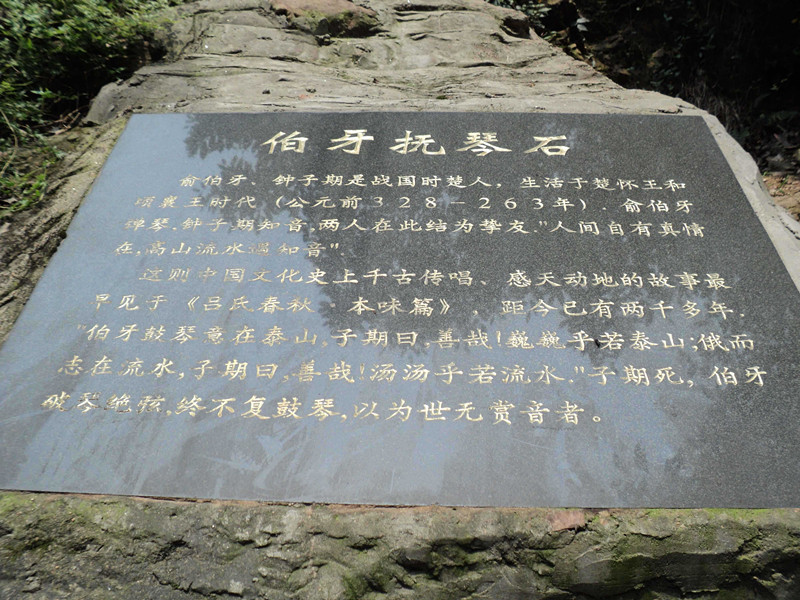 伯牙抚琴石
俞伯牙、钟子期是战国时楚人，生活于楚怀王和
顷襄王时代（公元前328－263年）.俞伯牙
弹琴.钟子期知音,两人在此结为挚友."人间自有真情
在,高山流水遇知音".
这则中国文化史上千古传唱、感天动地的故事最
早见于《吕氏春秋 本味篇》，距今已有两千多年.
"伯牙鼓琴意在泰山,子期曰,善哉!巍巍乎若泰山;俄而
志在流水,子期曰,善哉!汤汤乎若流水."子期死,伯牙
破琴绝弦,终不复鼓琴,以为世无赏音者。